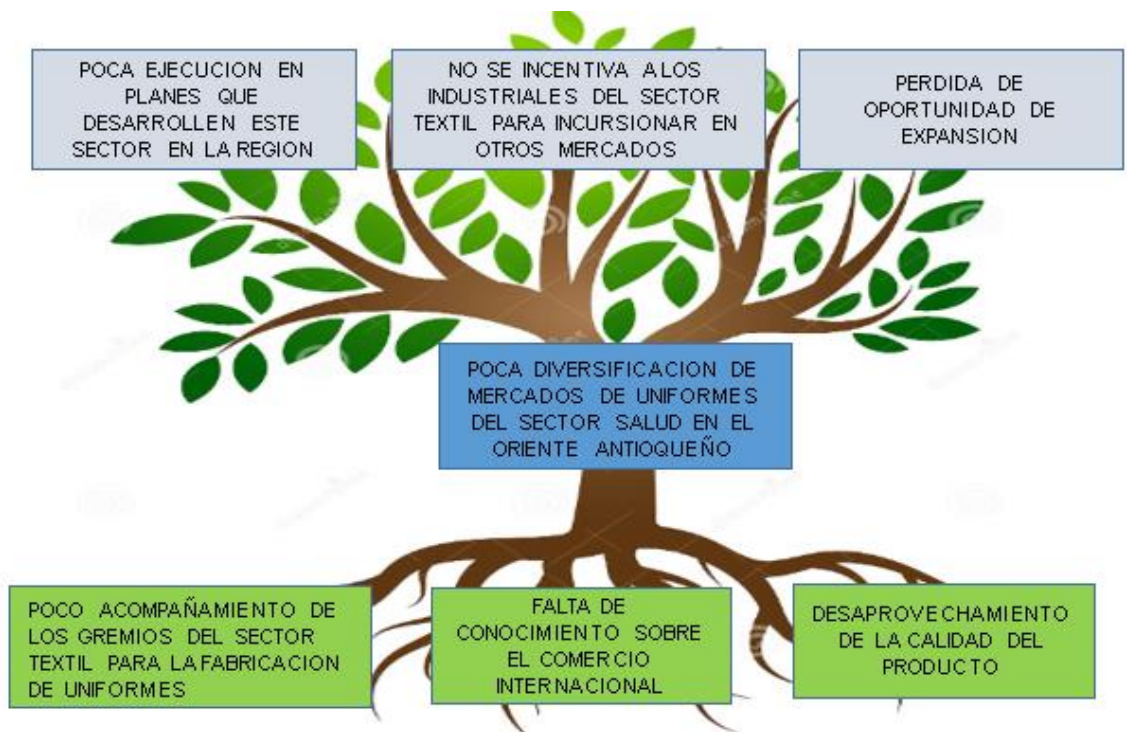 POCA EJECUCION EN
PLANES QUE
DESARROLLEN ESTE
SECTOR EN LA REGION
NO SE INCENTIVA A LOS
INDUSTRIALES DEL SECTOR
TEXTIL PARA INCURSIONAR EN
OTROS MERCADOS
PERDIDA DE
OPORTUNIDAD DE
EXPANSION
POCA DIVERSIFICACION DE
MERCADOS DE UNIFORMES
DEL SECTOR SALUD EN EL
ORIENTE ANTIOQUEÑO
POCO ACOMPAÑAMIENTO DE
LOS GREMIOS DEL SECTOR
TEXTIL PARA LA FABRICACION
DE UNIFORMES
FALTA DE
CONOCIMIENTO SOBRE
EL COMERCIO
INTERNACIONAL
DESAPROVECHAMIENTO
DE LA CALIDAD DEL
PRODUCTO